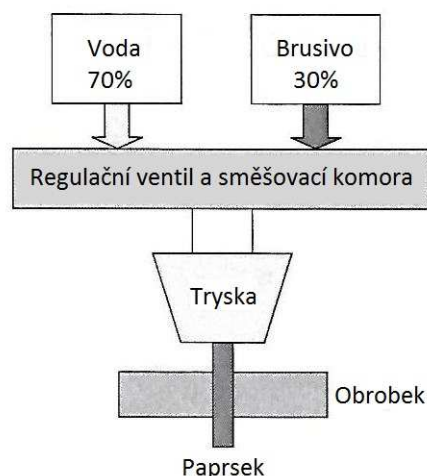 Voda
70%
Brusivo
30%
Regulační ventil a směšovací komora
Tryska
Obrobek
Paprsek